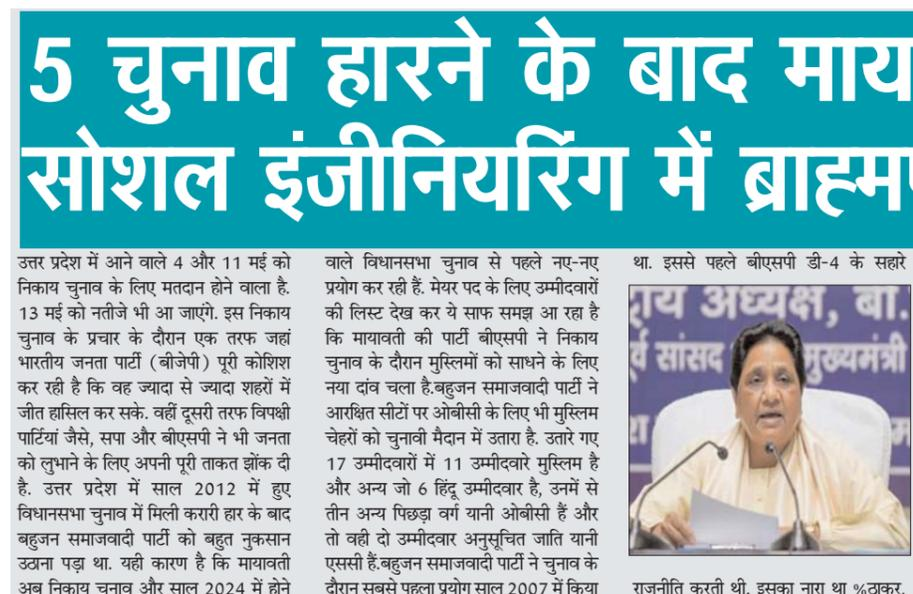 5 चुनाव हारने के बाद
सोशल इंजीनियरिंग में
उत्तर प्रदेश में आने वाले 4 और 11 मई को
निकाय चुनाव के लिए मतदान होने वाला है.
13 मई को नतीजे भी आ जाएंगे. इस निकाय
चुनाव के प्रचार के दौरान एक तरफ जहां
भारतीय जनता पार्टी (बीजेपी) पूरी कोशिश
कर रही है कि वह ज्यादा से ज्यादा शहरों में
जीत हासिल कर सके. वहीं दूसरी तरफ विपक्षी
पार्टियां जैसे, सपा और बीएसपी ने भी जनता
को लुभाने के लिए अपनी पूरी ताकत झोंक दी
है. उत्तर प्रदेश में साल 2012 में हुए
विधानसभा चुनाव में मिली करारी हार के बाद
बहुजन समाजवादी पार्टी को बहुत नुकसान
उठाना पड़ा था. यही कारण है कि मायावती
अब निकाय चुनाव और साल 2024 में होने
वाले विधानसभा चुनाव से पहले नए-नए
प्रयोग कर रही हैं. मेयर पद के लिए उम्मीदवारों
की लिस्ट देख कर ये साफ समझ आ रहा है
कि मायावती की पार्टी बीएसपी ने निकाय
चुनाव के दौरान मुस्लिमों को साधने के लिए
नया दांव चला है.बहुजन समाजवादी पार्टी ने
आरक्षित सीटों पर ओबीसी के लिए भी मुस्लिम
चेहरों को चुनावी मैदान में उतारा है. उतारे गए
17 उम्मीदवारों में 11 उम्मीदवारे मुस्लिम है
और अन्य जो 6 हिंदू उम्मीदवार है, उनमें से
तीन अन्य पिछड़ा वर्ग यानी ओबीसी हैं और
तो वही दो उम्मीदवार अनुसूचित जाति यानी
एससी हैं.बहुजन समाजवादी पार्टी ने चुनाव के
दौरान सबसे पहला प्रयोग साल 2007 में किया
था. इससे पहले बीएसपी डी-4 के सहारे
अध्यक्ष, बी.
सांसद मुख्यमंत्री
राजनीति करती थी. इसका नारा था %ठाकुर,